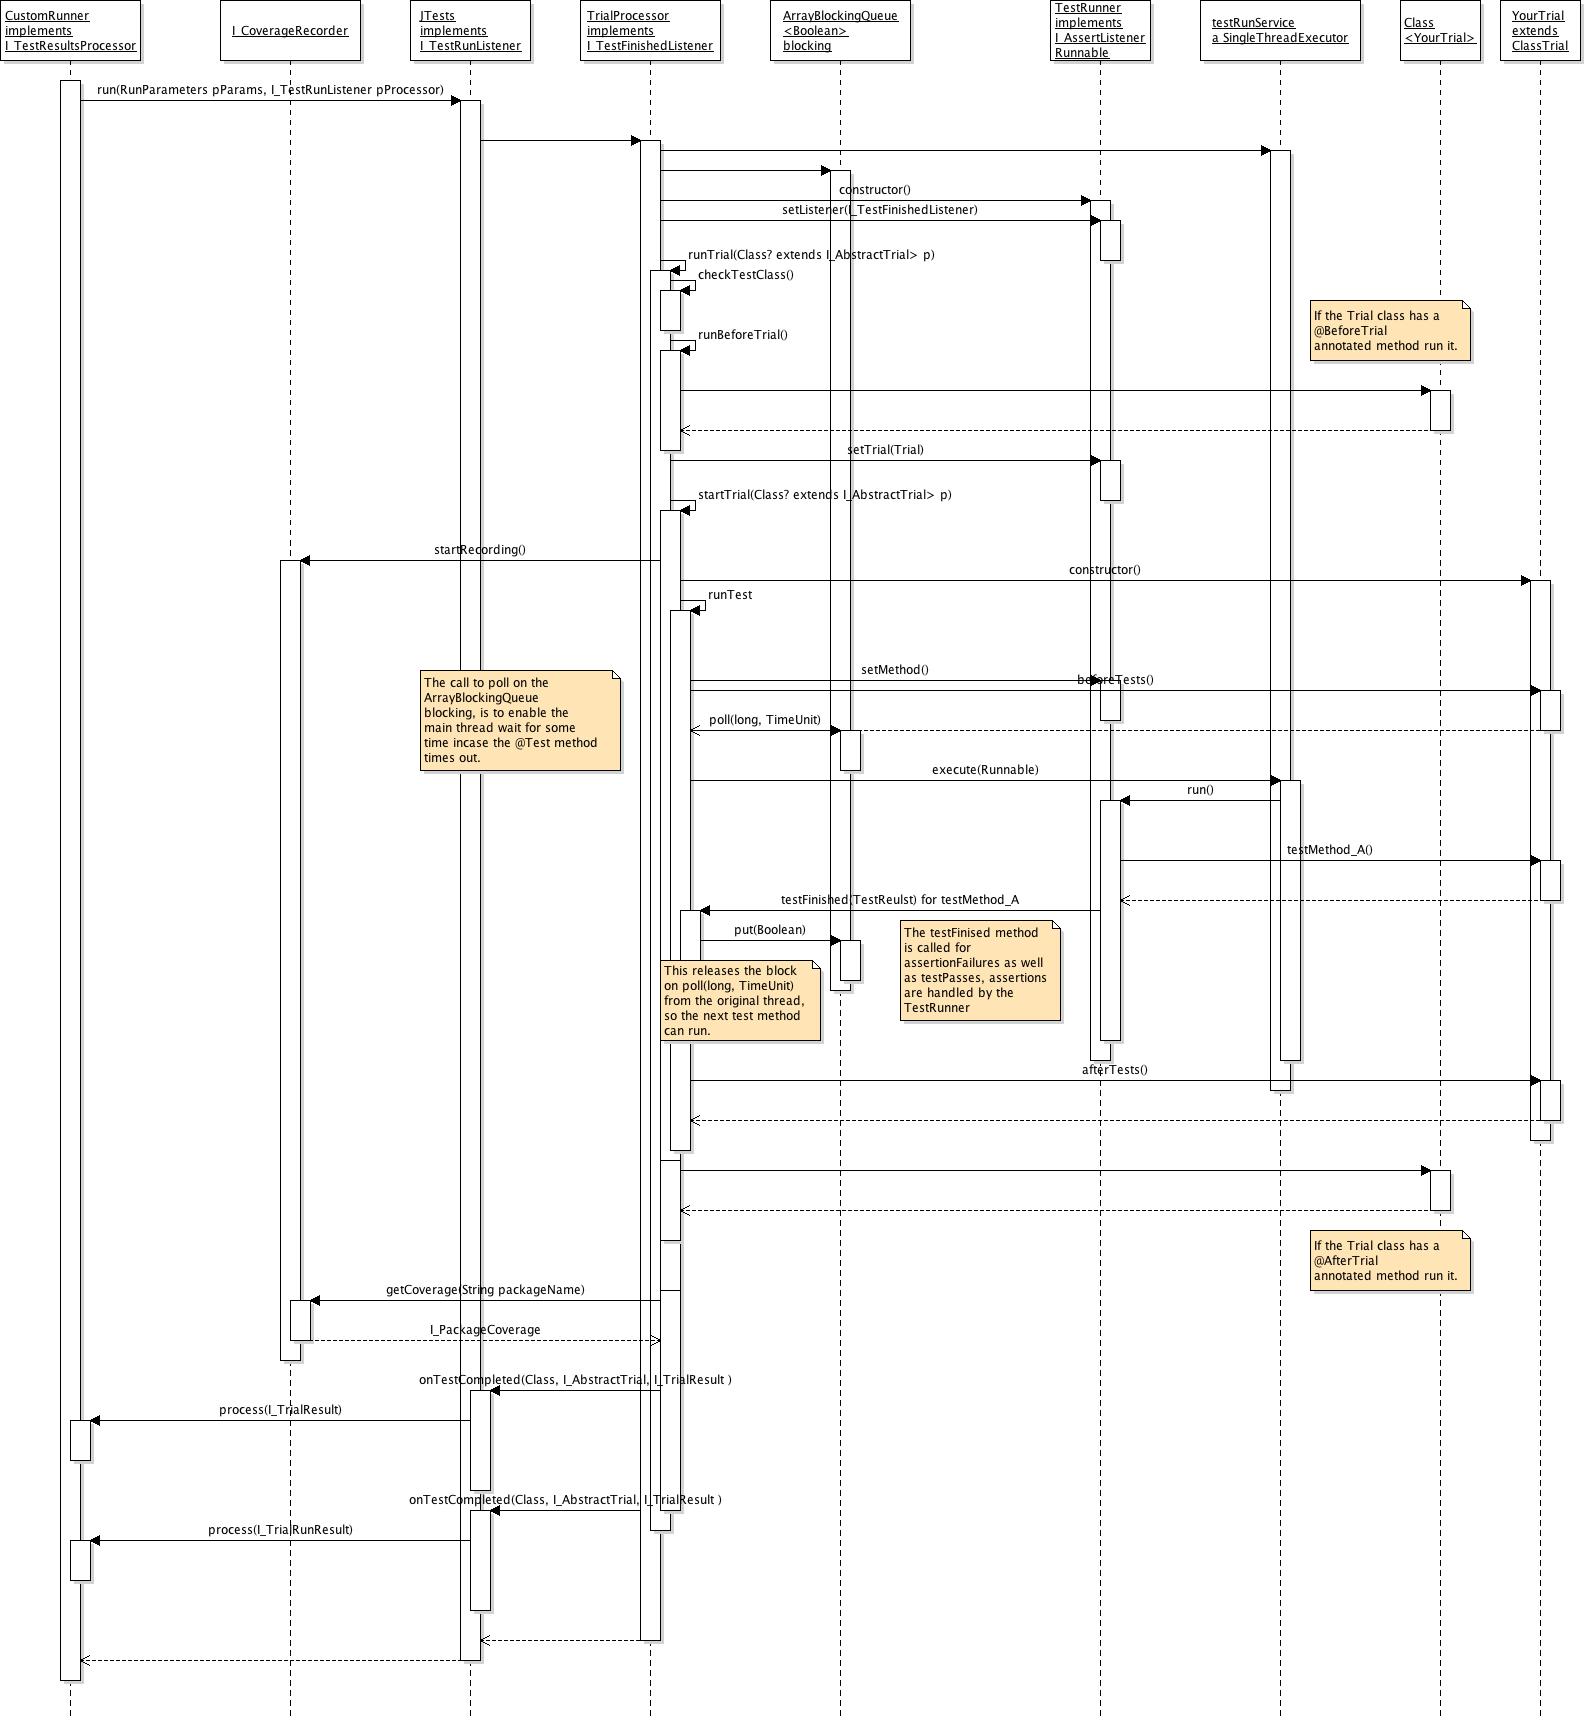 CustomRunner
implements
I_TestResultsProcessor
I_CoverageRecorder
JTests
implements
I_TestRunListener
TrialProcessor
implements
I_TestFinishedListener
ArrayBlockingQueue
<Boolean>
blocking
TestRunner
implements
I_AssertListener
Runnable
testRunService
a SingleThreadExecutor
Class
<YourTrial>
YourTrial
extends
ClassTrial
run(RunParameters pParams, I_TestRunListener pProcessor)
constructor()
setListener(I_TestFinishedListener)
runTrial(Class? extends I_AbstractTrial> p)
checkTestClass()
If the Trial class has a
@BeforeTrial
annotated method run it.
runBeforeTrial()
setTrial(Trial)
startTrial(Class? extends I_AbstractTrial> p)
startRecording()
constructor()
runTest
setMethod()
beforeTests()
The call to poll on the
ArrayBlockingQueue
blocking, is to enable the
main thread wait for some
time incase the @Test method
times out.
poll(long, TimeUnit)
execute(Runnable)
run()
testMethod_A()
testFinished(TestReulst) for testMethod_A
put(Boolean)
The testFinised method
is called for
assertionFailures as well
as testPasses, assertions
are handled by the
TestRunner
This releases the block
on poll(long, TimeUnit)
from the original thread,
so the next test method
can run.
afterTests()
If the Trial class has a
@AfterTrial
annotated method run it.
getCoverage(String packageName)
I_PackageCoverage
onTestCompleted(Class, I_AbstractTrial, I_TrialResult )
process(I_TrialResult)
onTestCompleted(Class, I_AbstractTrial, I_TrialResult )
process(I_TrialRunResult)